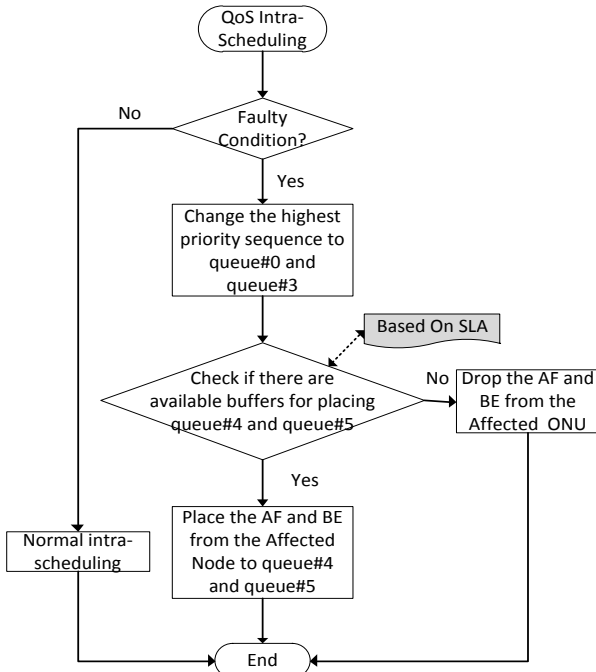 QoS Intra-
Scheduling
No
Faulty
Condition?
Yes
Change the highest
priority sequence to
queue#0 and
queue#3
Based On SLA
Check if there are
available buffers for placing
queue#4 and queue#5
No
Drop the AF and
BE from the
Affected ONU
Yes
Normal intra-
scheduling
Place the AF and BE
from the Affected
Node to queue#4
and queue#5
End